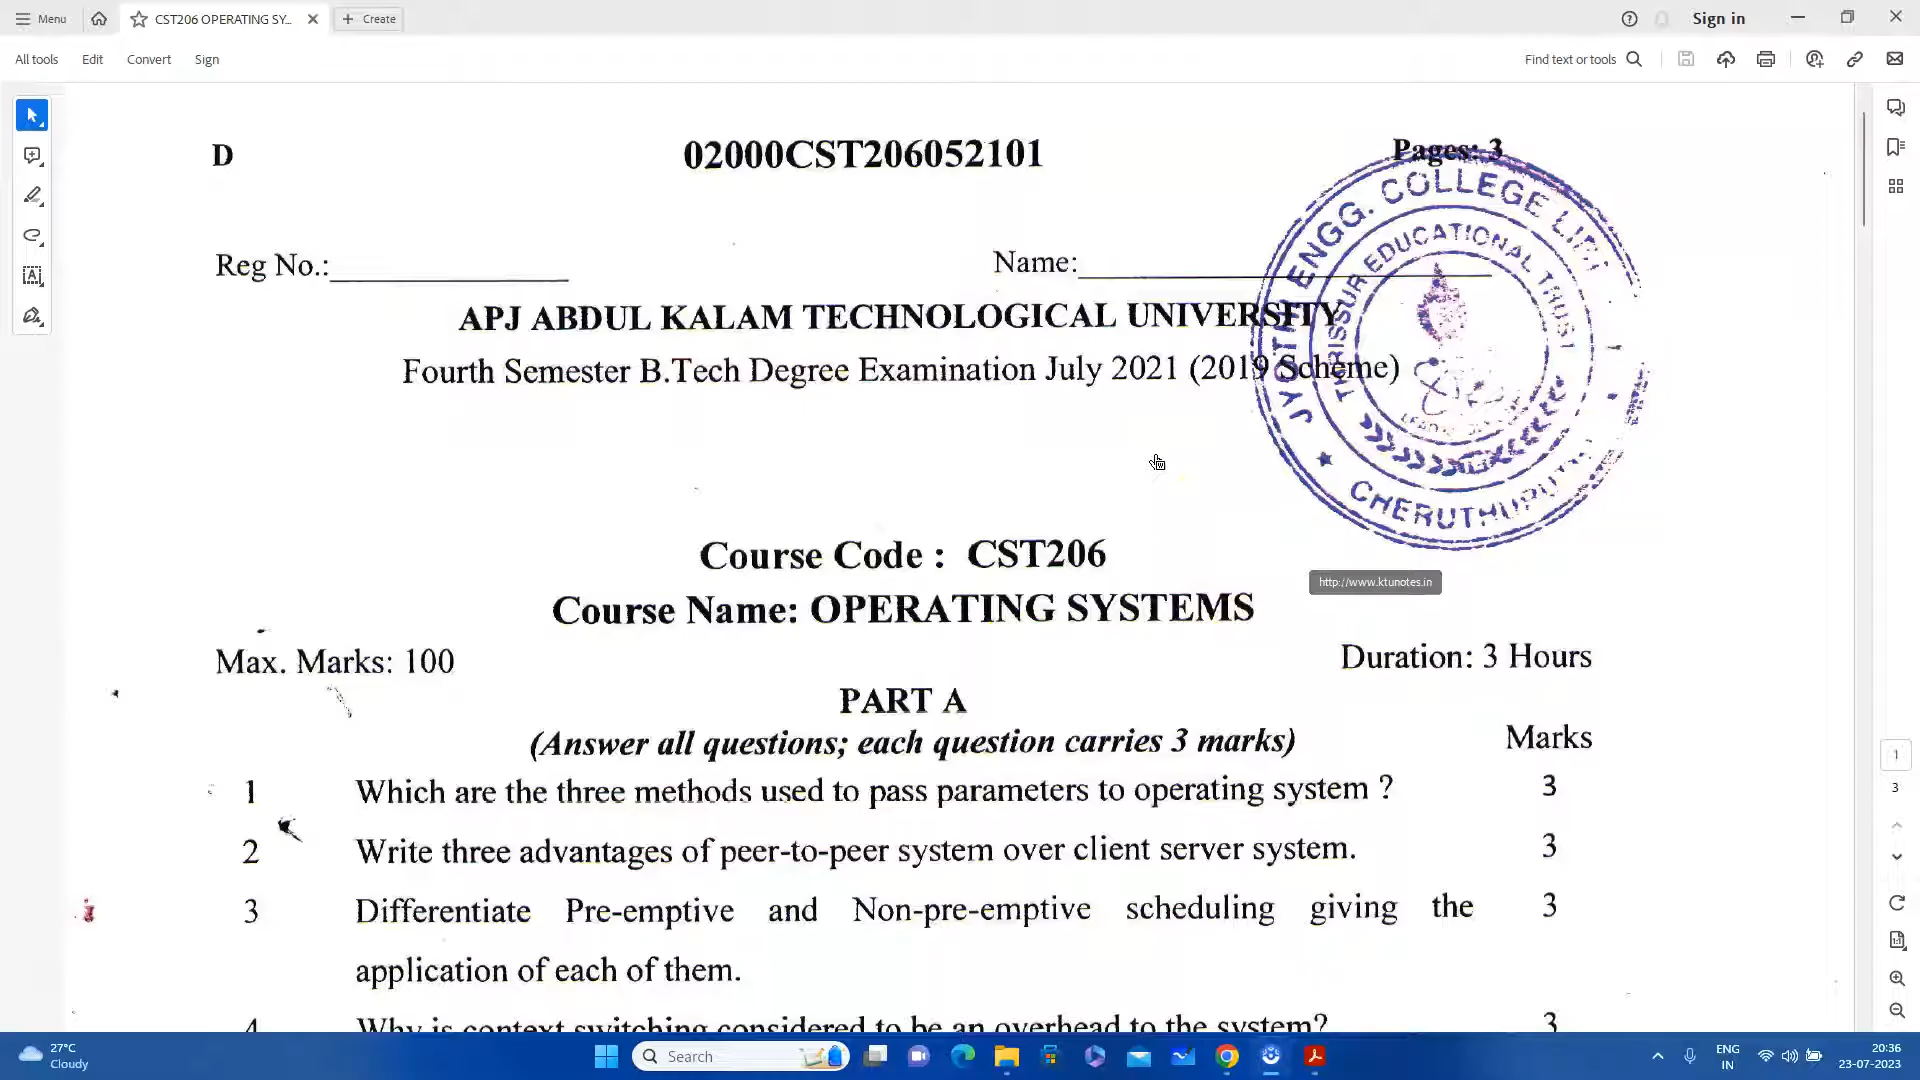 Menu
CST206 OPERATING SY...
Create
Sign in
All tools
Edit
Convert
Sign
Find text or tools
D
02000CST206052101
Pages: 3
Reg No.:
Name:
JYOTHI ENGG. COLLEGE
THRISSUR EDUCATIONAL TRUST
APJ ABDUL KALAM TECHNOLOGICAL UNIVERSITY
Fourth Semester B.Tech Degree Examination July 2021 (2019 Scheme)
Course Code : CST206
http://www.ktunotes.in
Course Name: OPERATING SYSTEMS
Max. Marks: 100
Duration: 3 Hours
PART A
(Answer all questions; each question carries 3 marks)
Marks
1 Which are the three methods used to pass parameters to operating system ? 3
2 Write three advantages of peer-to-peer system over client server system. 3
3 Differentiate Pre-emptive and Non-pre-emptive scheduling giving the 3
application of each of them.
4 Why is context switching considered to be an overhead to the system? 3
1
3
27°C
Cloudy
Search
ENG
IN
20:36
23-07-2023